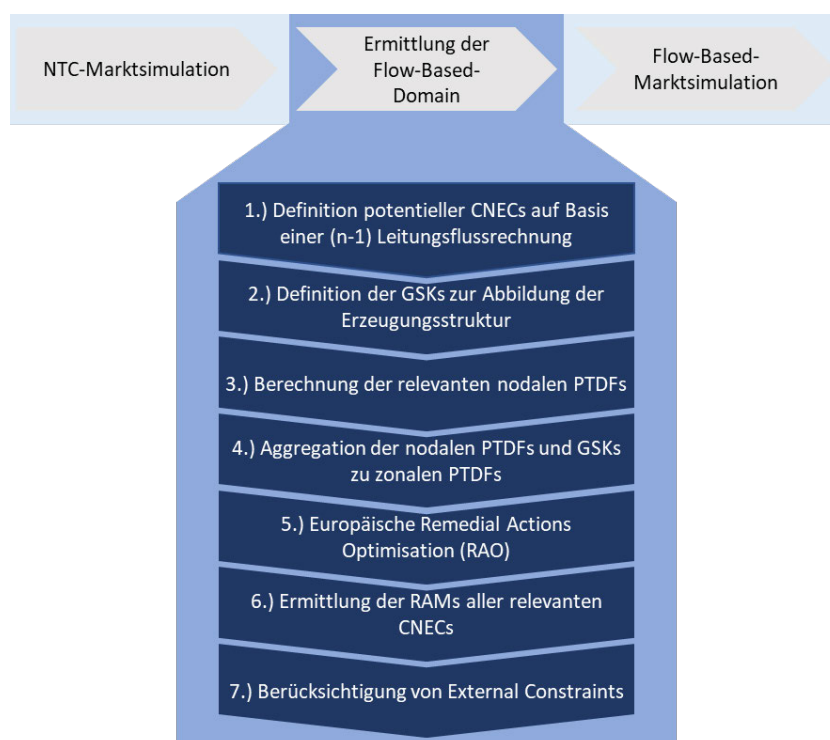 NTC-Marktsimulation
Ermittlung der
Flow-Based-
Domain
Flow-Based-
Marktsimulation
1.) Definition potentieller CNECs auf Basis
einer (n-1) Leitungsflussrechnung
2.) Definition der GSKs zur Abbildung der
Erzeugungsstruktur
3.) Berechnung der relevanten nodalen PTDFs
4.) Aggregation der nodalen PTDFs und GSKs
zu zonalen PTDFs
5.) Europäische Remedial Actions
Optimisation (RAO)
6.) Ermittlung der RAMs aller relevanten
CNECs
7.) Berücksichtigung von External Constraints